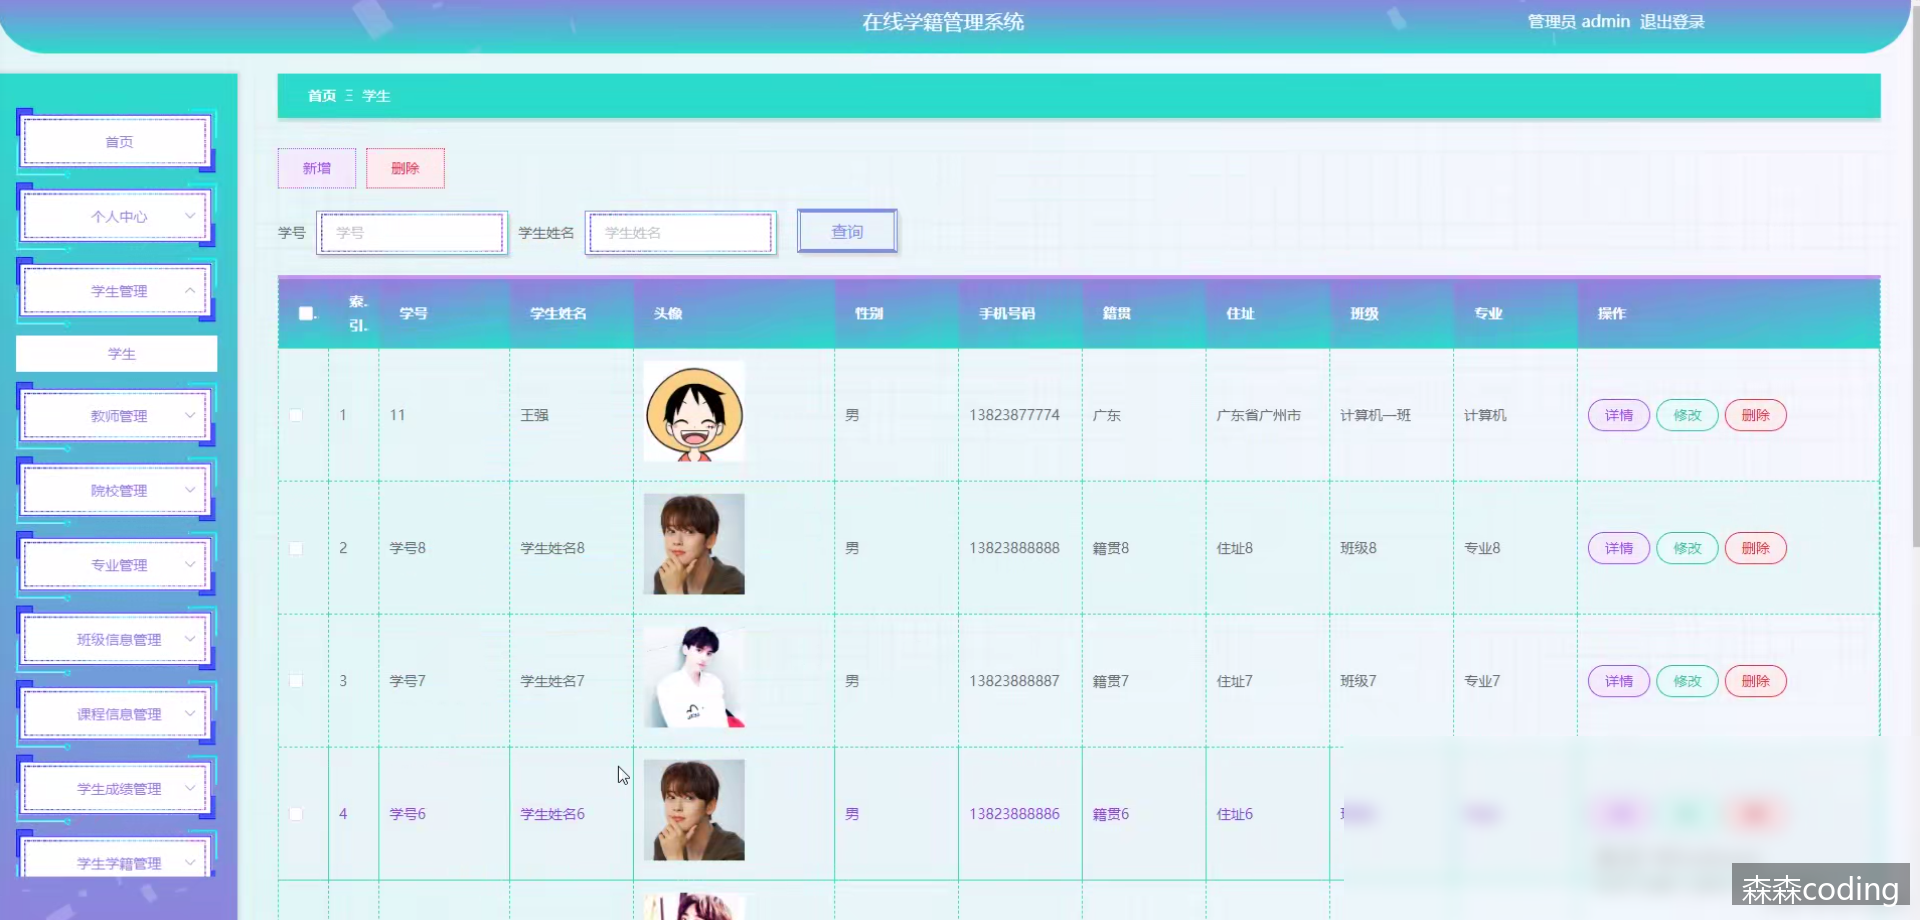 在线学籍管理系统
管理员 admin 退出登录
首页
个人中心
学生管理
学生
教师管理
院校管理
专业管理
班级信息管理
课程信息管理
学生成绩管理
学生学籍管理
首页 Ξ 学生
新增 删除
学号 学号 学生姓名 学生姓名 查询
索. 引. 学号 学生姓名 头像 性别 手机号码 籍贯 住址 班级 专业 操作
1 11 王强 男 13823877774 广东 广东省广州市 计算机一班 计算机 详情 修改 删除
2 学号8 学生姓名8 男 13823888888 籍贯8 住址8 班级8 专业8 详情 修改 删除
3 学号7 学生姓名7 男 13823888887 籍贯7 住址7 班级7 专业7 详情 修改 删除
4 学号6 学生姓名6 男 13823888886 籍贯6 住址6
森森coding